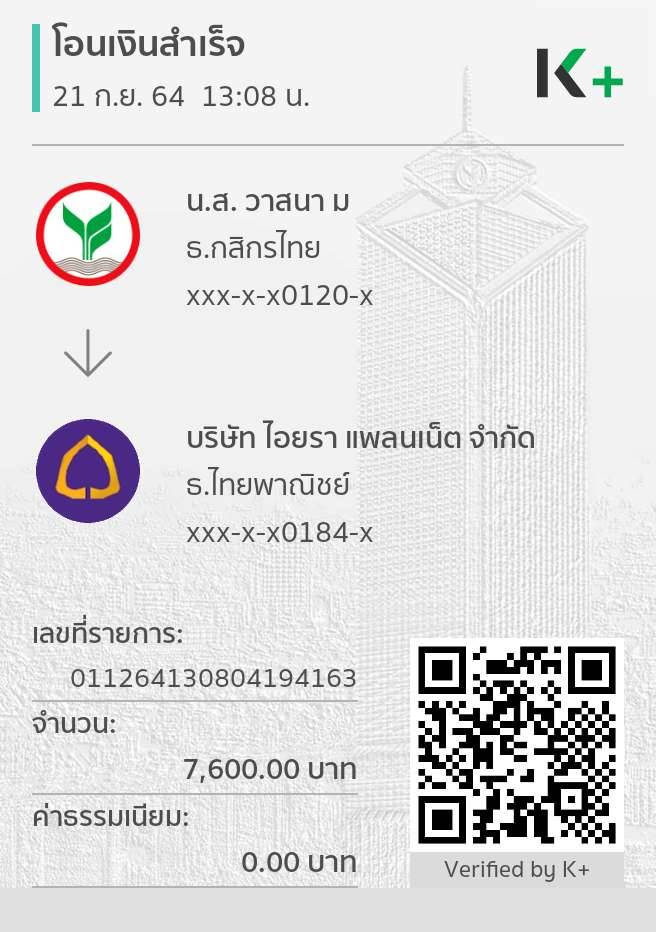 โอนเงินสำเร็จ
21 ก.ย. 64 13:08 น.
K+
น.ส. วาสนา ม
ธ.กสิกรไทย
xxx-x-x0120-x
บริษัท ไอยรา แพลนเน็ต จำกัด
ธ.ไทยพาณิชย์
xxx-x-x0184-x
เลขที่รายการ:
011264130804194163
จำนวน:
7,600.00 บาท
ค่าธรรมเนียม:
0.00 บาท
Verified by K+